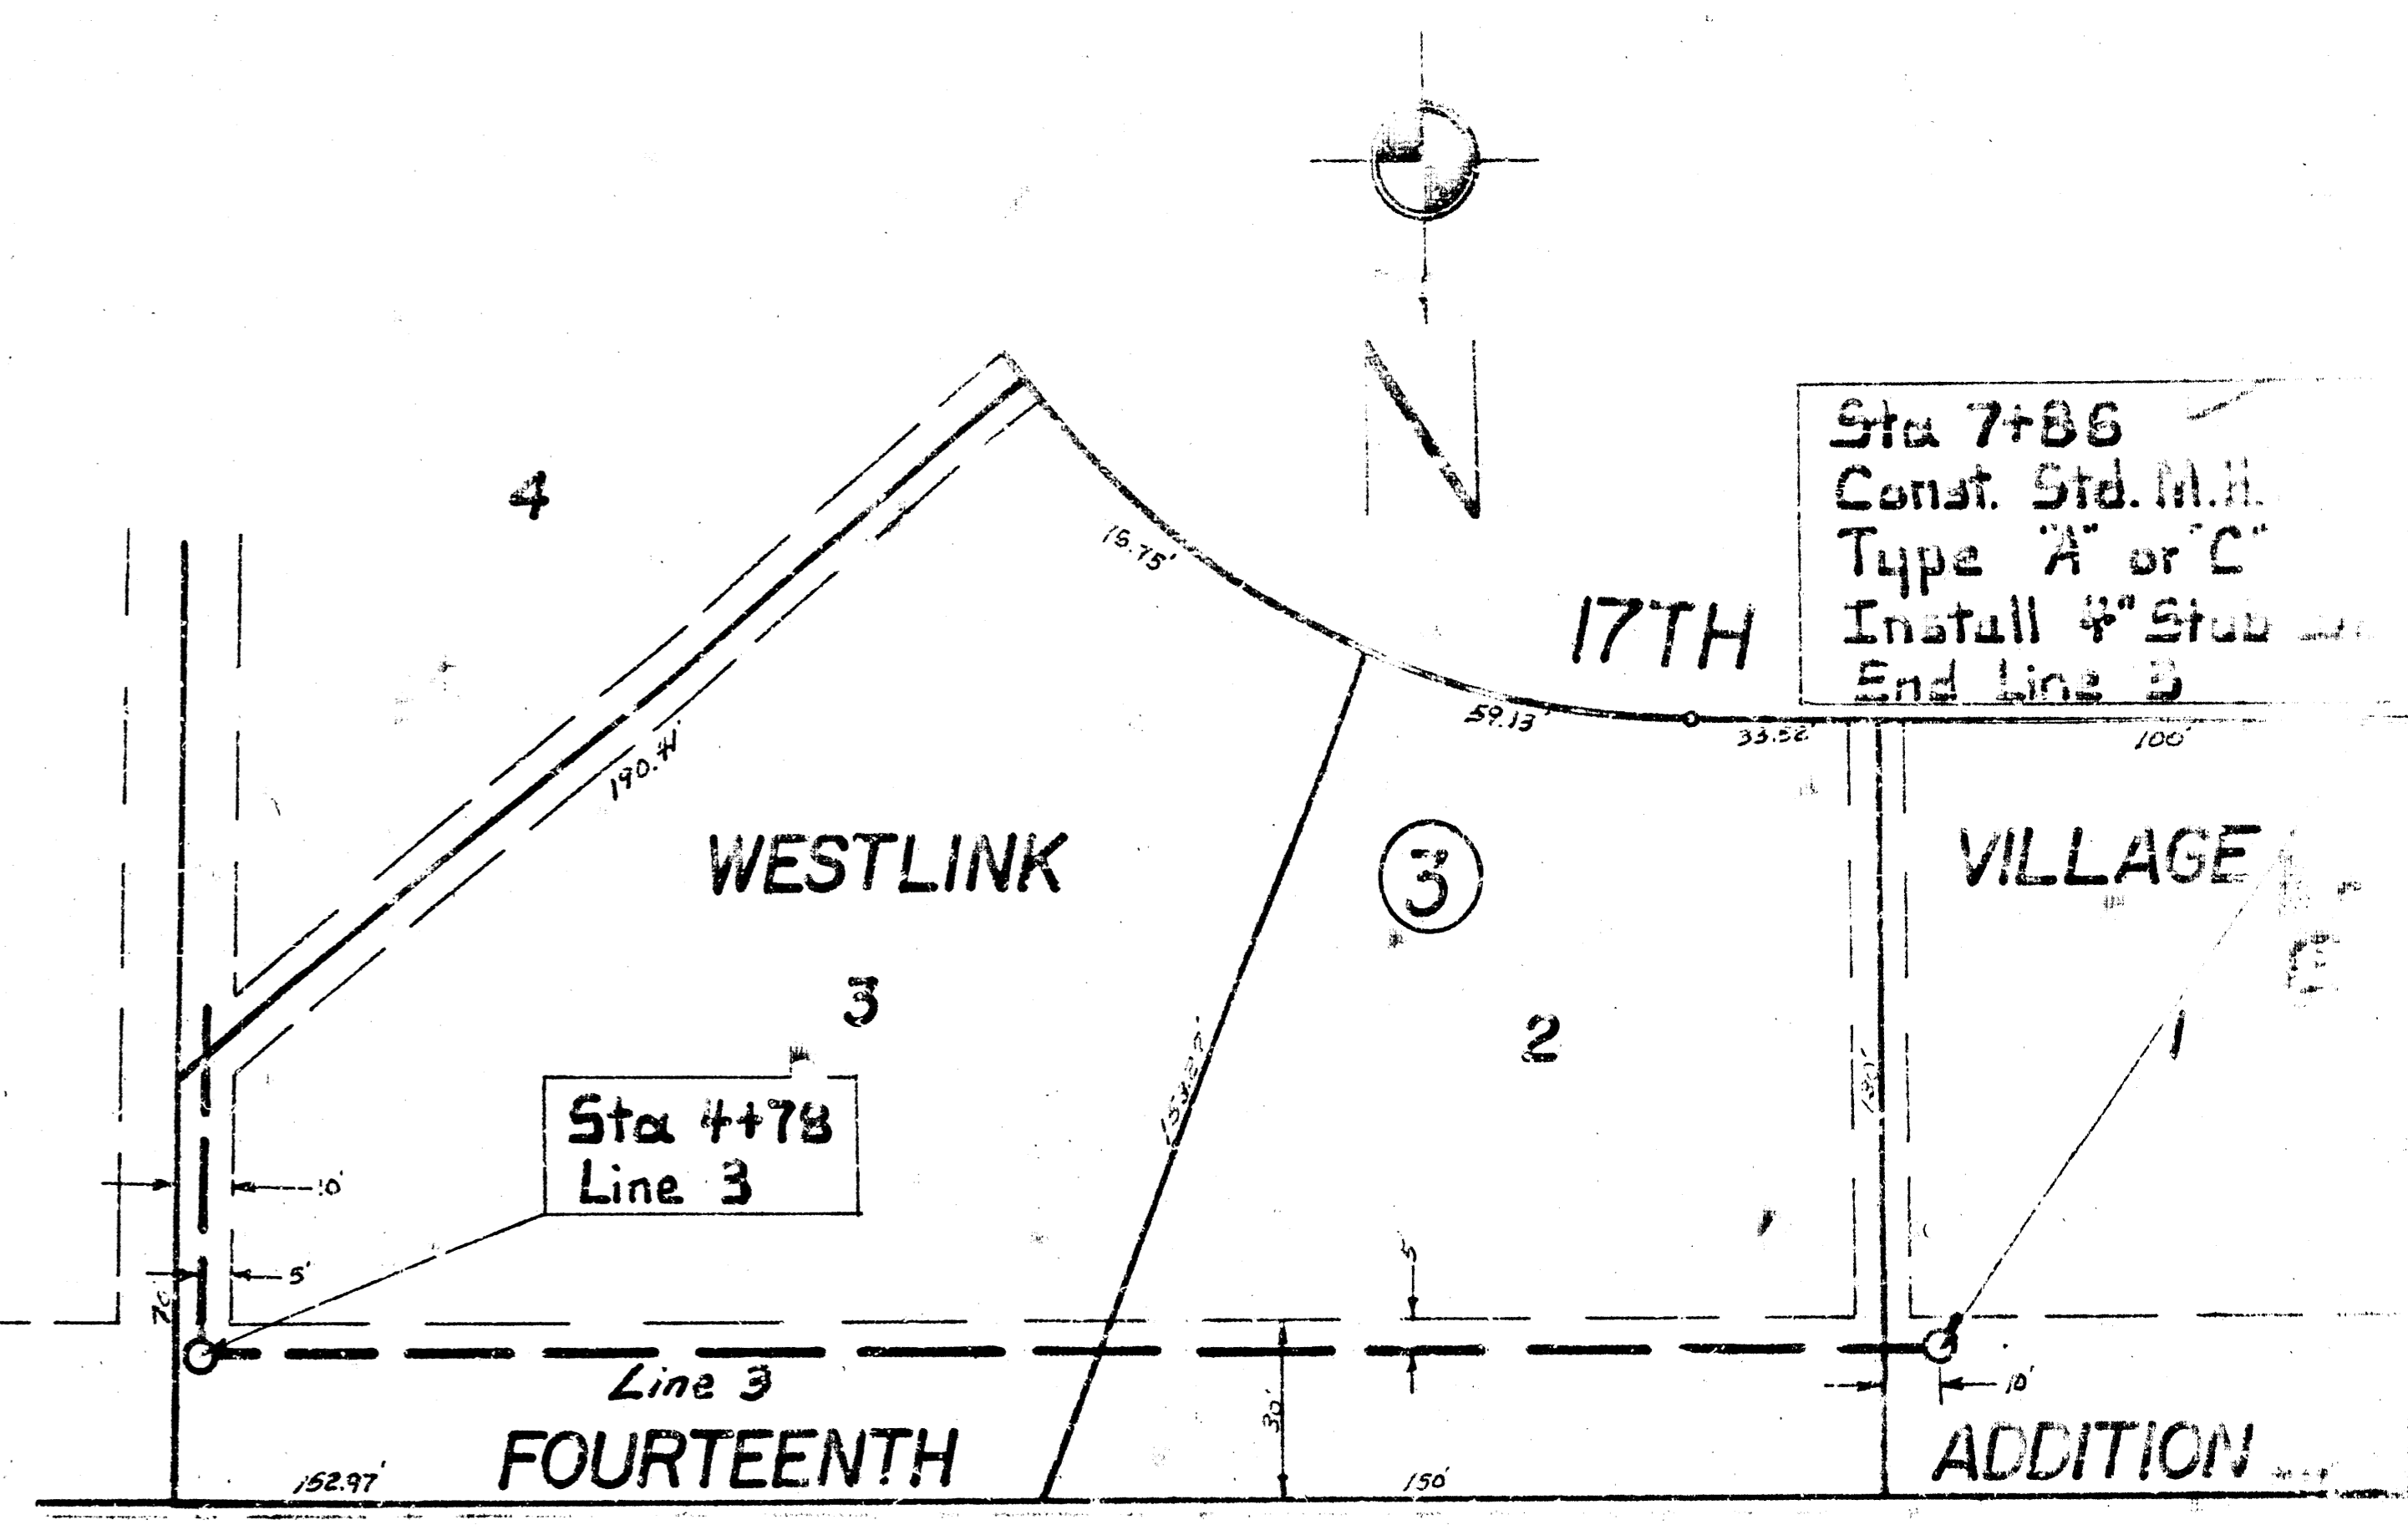 N
Sta 7+86
Const. Std. M.H.
Type "A" or "C"
Install 4" Stub
End Line 3
4
15.75'
17TH
59.13'
33.52'
100'
190.41'
WESTLINK
3
VILLAGE
3
2
1
130'
Sta 4+78
Line 3
10'
5'
5
70'
Line 3
30'
10'
FOURTEENTH
ADDITION
152.97'
150'